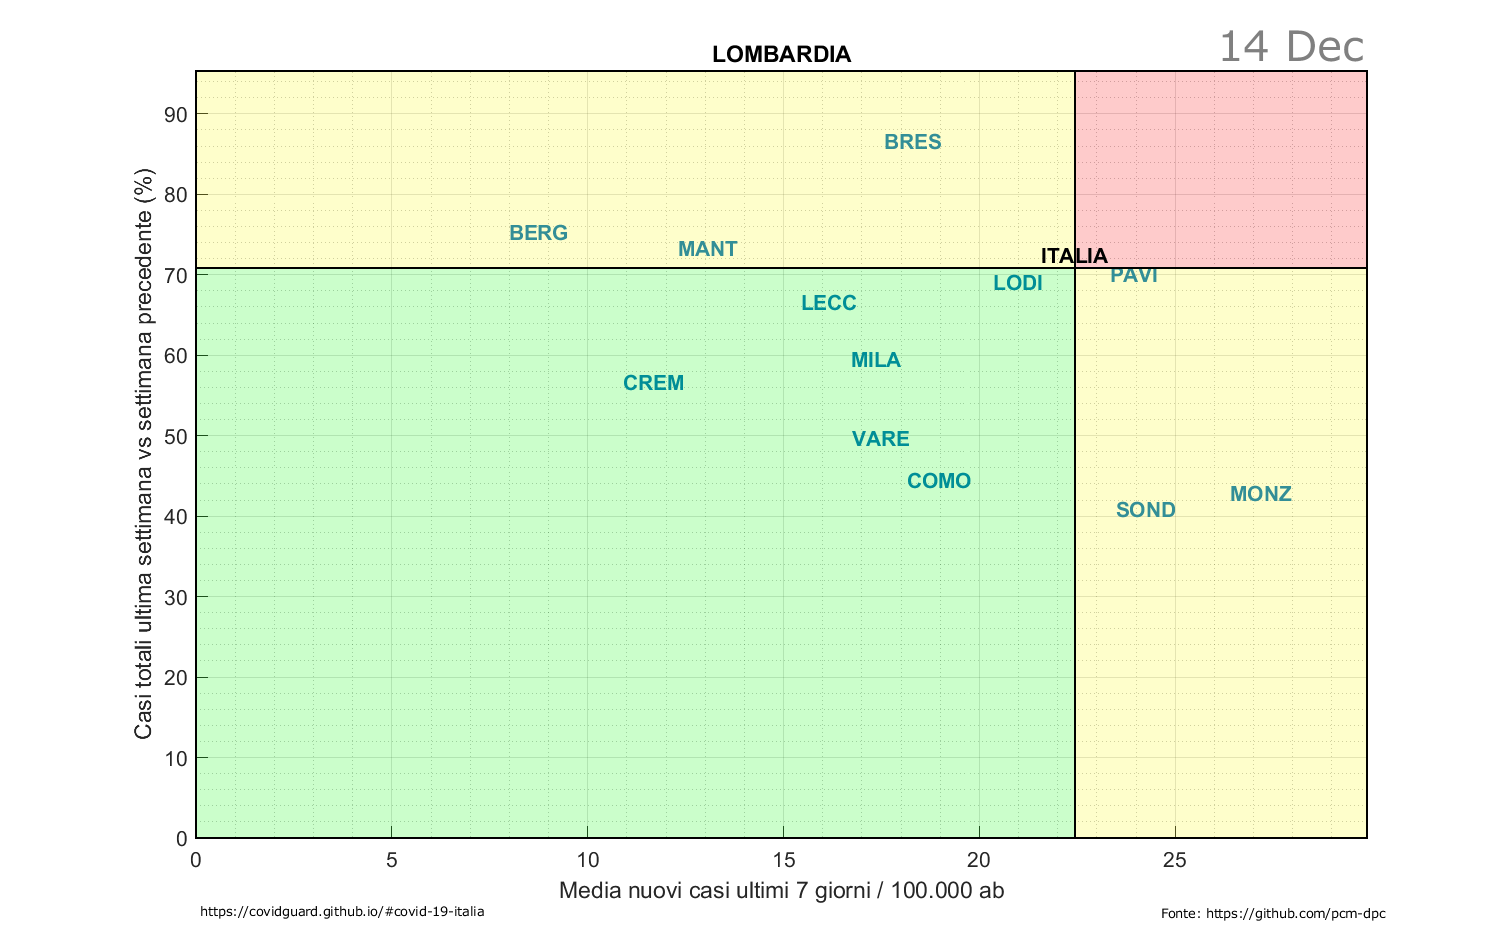 14 Dec
LOMBARDIA
Casi totali ultima settimana vs settimana precedente (%)
90
80
70
60
50
40
30
20
10
0
BRES
BERG
MANT
ITALIA
PAVI
LODI
LECC
MILA
CREM
VARE
COMO
MONZ
SOND
0 5 10 15 20 25
Media nuovi casi ultimi 7 giorni / 100.000 ab
https://covidguard.github.io/#covid-19-italia
Fonte: https://github.com/pcm-dpc